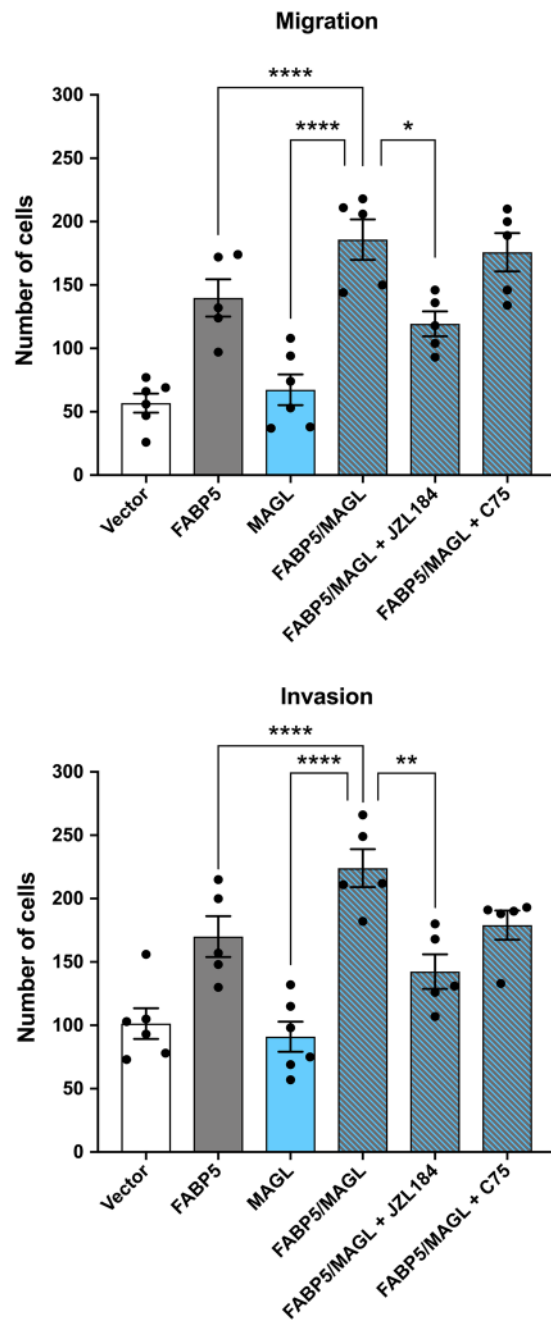 Migration
****
**** *
300
250
200
150
100
50
0
Number of cells
Vector
FABP5
MAGL
FABP5/MAGL
FABP5/MAGL + JZL184
FABP5/MAGL + C75
Invasion
****
**** **
300
250
200
150
100
50
0
Number of cells
Vector
FABP5
MAGL
FABP5/MAGL
FABP5/MAGL + JZL184
FABP5/MAGL + C75